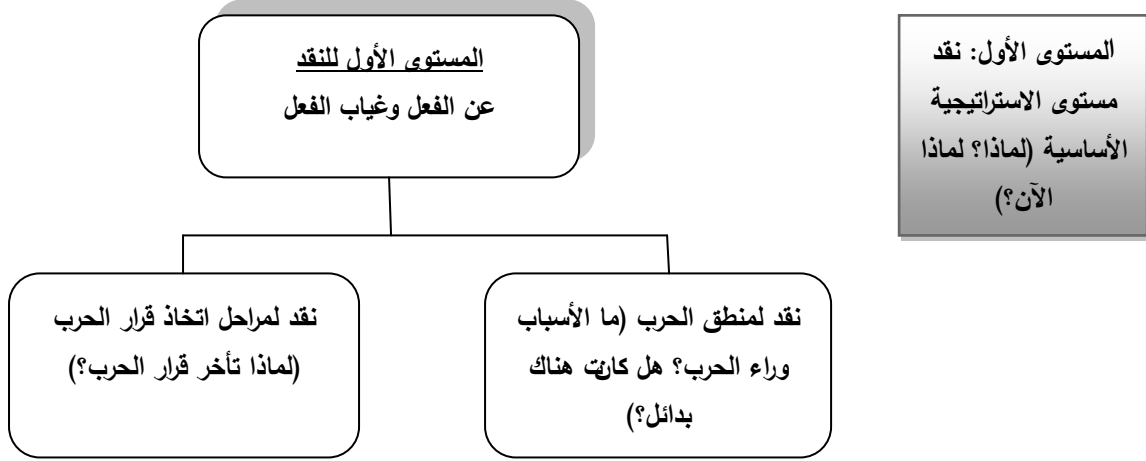 المستوى الأول للنقد
عن الفعل وغياب الفعل
المستوى الأول: نقد
مستوى الاستراتيجية
الأساسية (لماذا؟ لماذا
الآن؟)
نقد لمنطق الحرب (ما الأسباب
وراء الحرب؟ هل كانت هناك
بدائل؟)
نقد لمراحل اتخاذ قرار الحرب
(لماذا تأخر قرار الحرب؟)